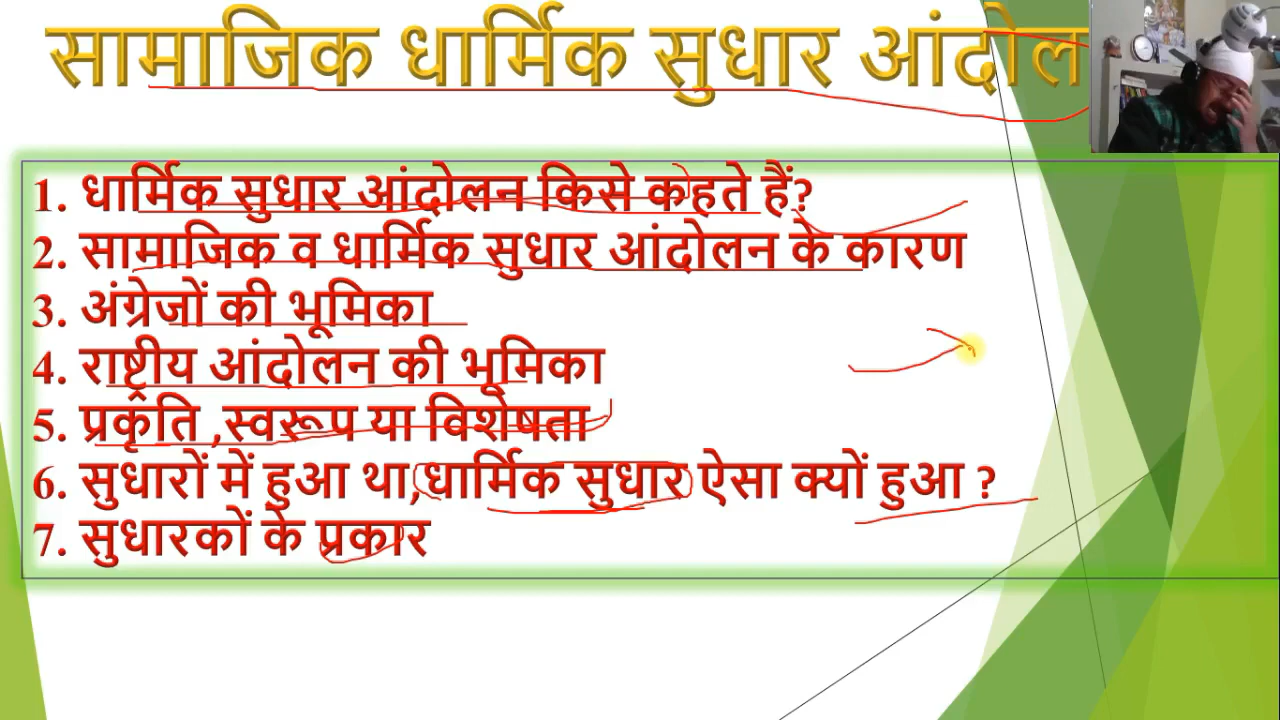 सामाजिक धार्मिक सुधार आंदोल
1. धार्मिक सुधार आंदोलन किसे कहते हैं?
2. सामाजिक व धार्मिक सुधार आंदोलन के कारण
3. अंग्रेजों की भूमिका
4. राष्ट्रीय आंदोलन की भूमिका
5. प्रकृति ,स्वरूप या विशेषता
6. सुधारों में हुआ था,धार्मिक सुधार ऐसा क्यों हुआ ?
7. सुधारकों के प्रकार